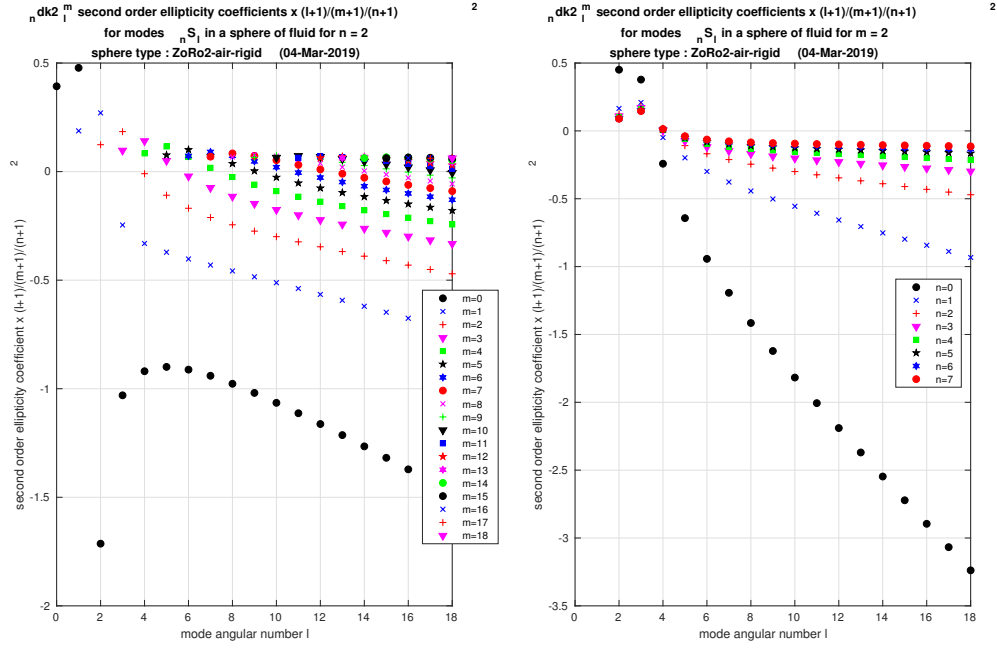 n dk2 l m second order ellipticity coefficients x (l+1)/(m+1)/(n+1) 2
for modes n S l in a sphere of fluid for n = 2
sphere type : ZoRo2-air-rigid (04-Mar-2019)
second order ellipticity coefficient x (l+1)/(m+1)/(n+1) 2
0.5
0
-0.5
-1
-1.5
-2
0 2 4 6 8 10 12 14 16 18
mode angular number l
m=0
m=1
m=2
m=3
m=4
m=5
m=6
m=7
m=8
m=9
m=10
m=11
m=12
m=13
m=14
m=15
m=16
m=17
m=18
n dk2 l m second order ellipticity coefficients x (l+1)/(m+1)/(n+1) 2
for modes n S l in a sphere of fluid for m = 2
sphere type : ZoRo2-air-rigid (04-Mar-2019)
second order ellipticity coefficient x (l+1)/(m+1)/(n+1) 2
0.5
0
-0.5
-1
-1.5
-2
-2.5
-3
-3.5
0 2 4 6 8 10 12 14 16 18
mode angular number l
n=0
n=1
n=2
n=3
n=4
n=5
n=6
n=7